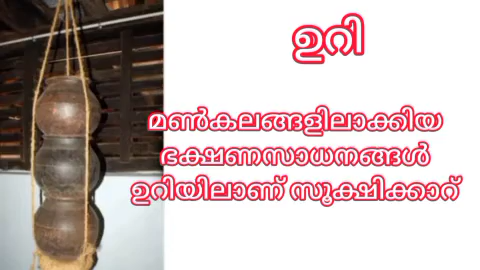 ഉറി
മൺകലങ്ങളിലാക്കിയ
ഭക്ഷണസാധനങ്ങൾ
ഉറിയിലാണ് സൂക്ഷിക്കാറ്